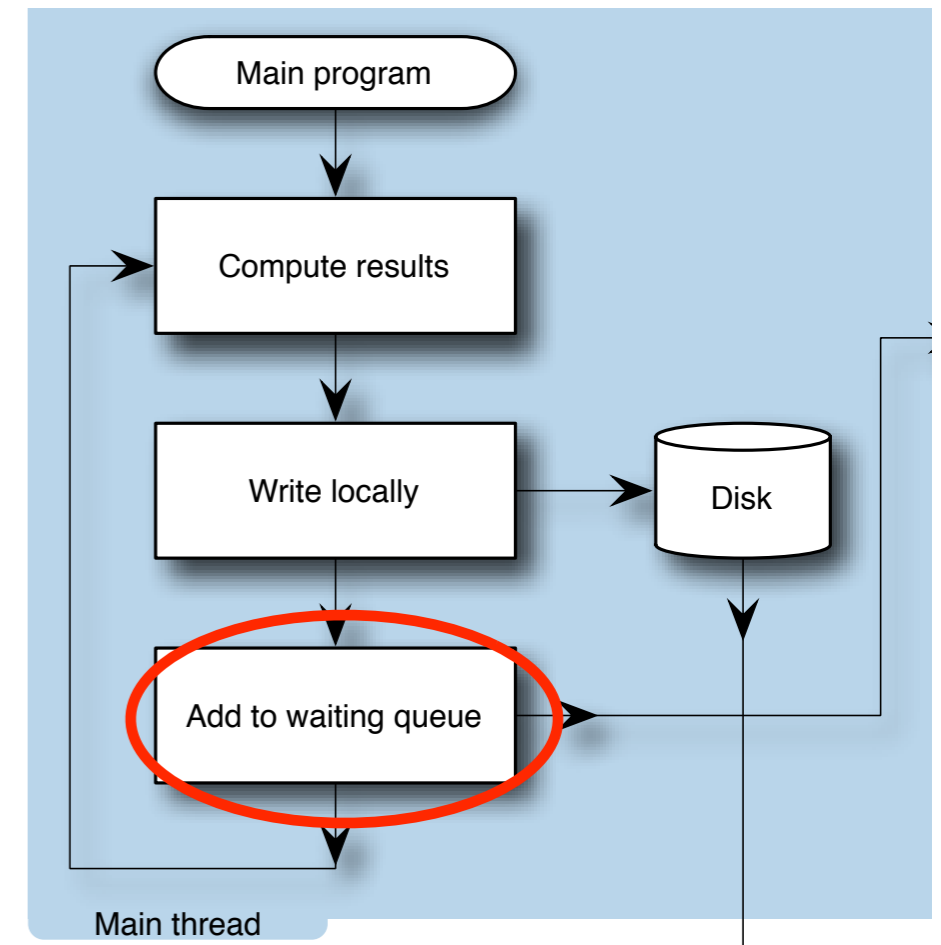 Main program
Compute results
Write locally
Disk
Add to waiting queue
Main thread